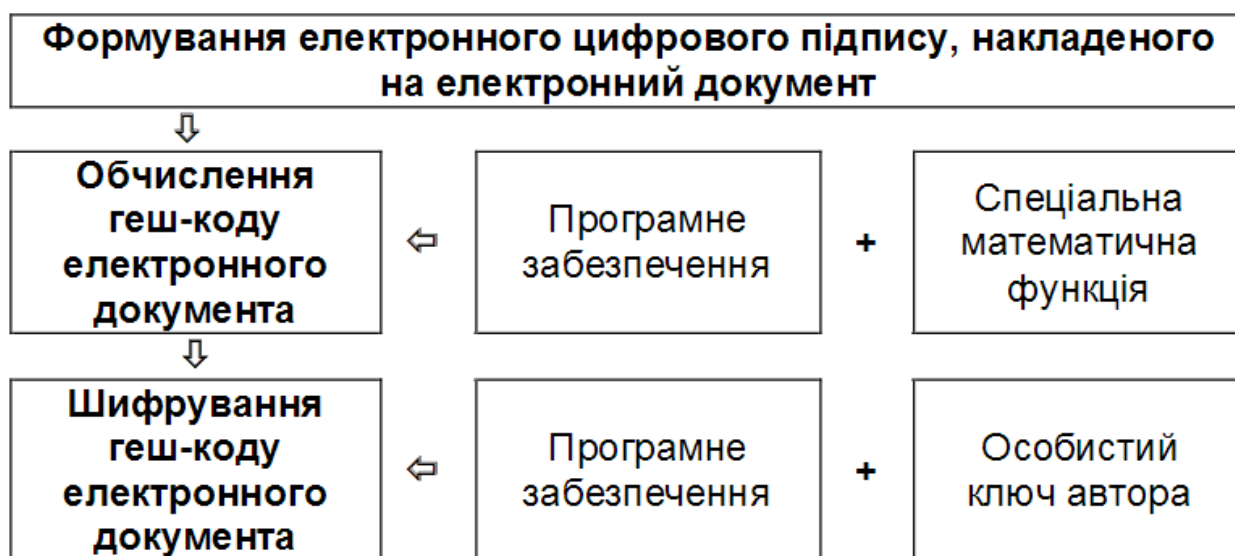 Формування електронного цифрового підпису, накладеного
на електронний документ
Обчислення
геш-коду
електронного
документа
Програмне
забезпечення
+
Спеціальна
математична
функція
Шифрування
геш-коду
електронного
документа
Програмне
забезпечення
+
Особистий
ключ автора